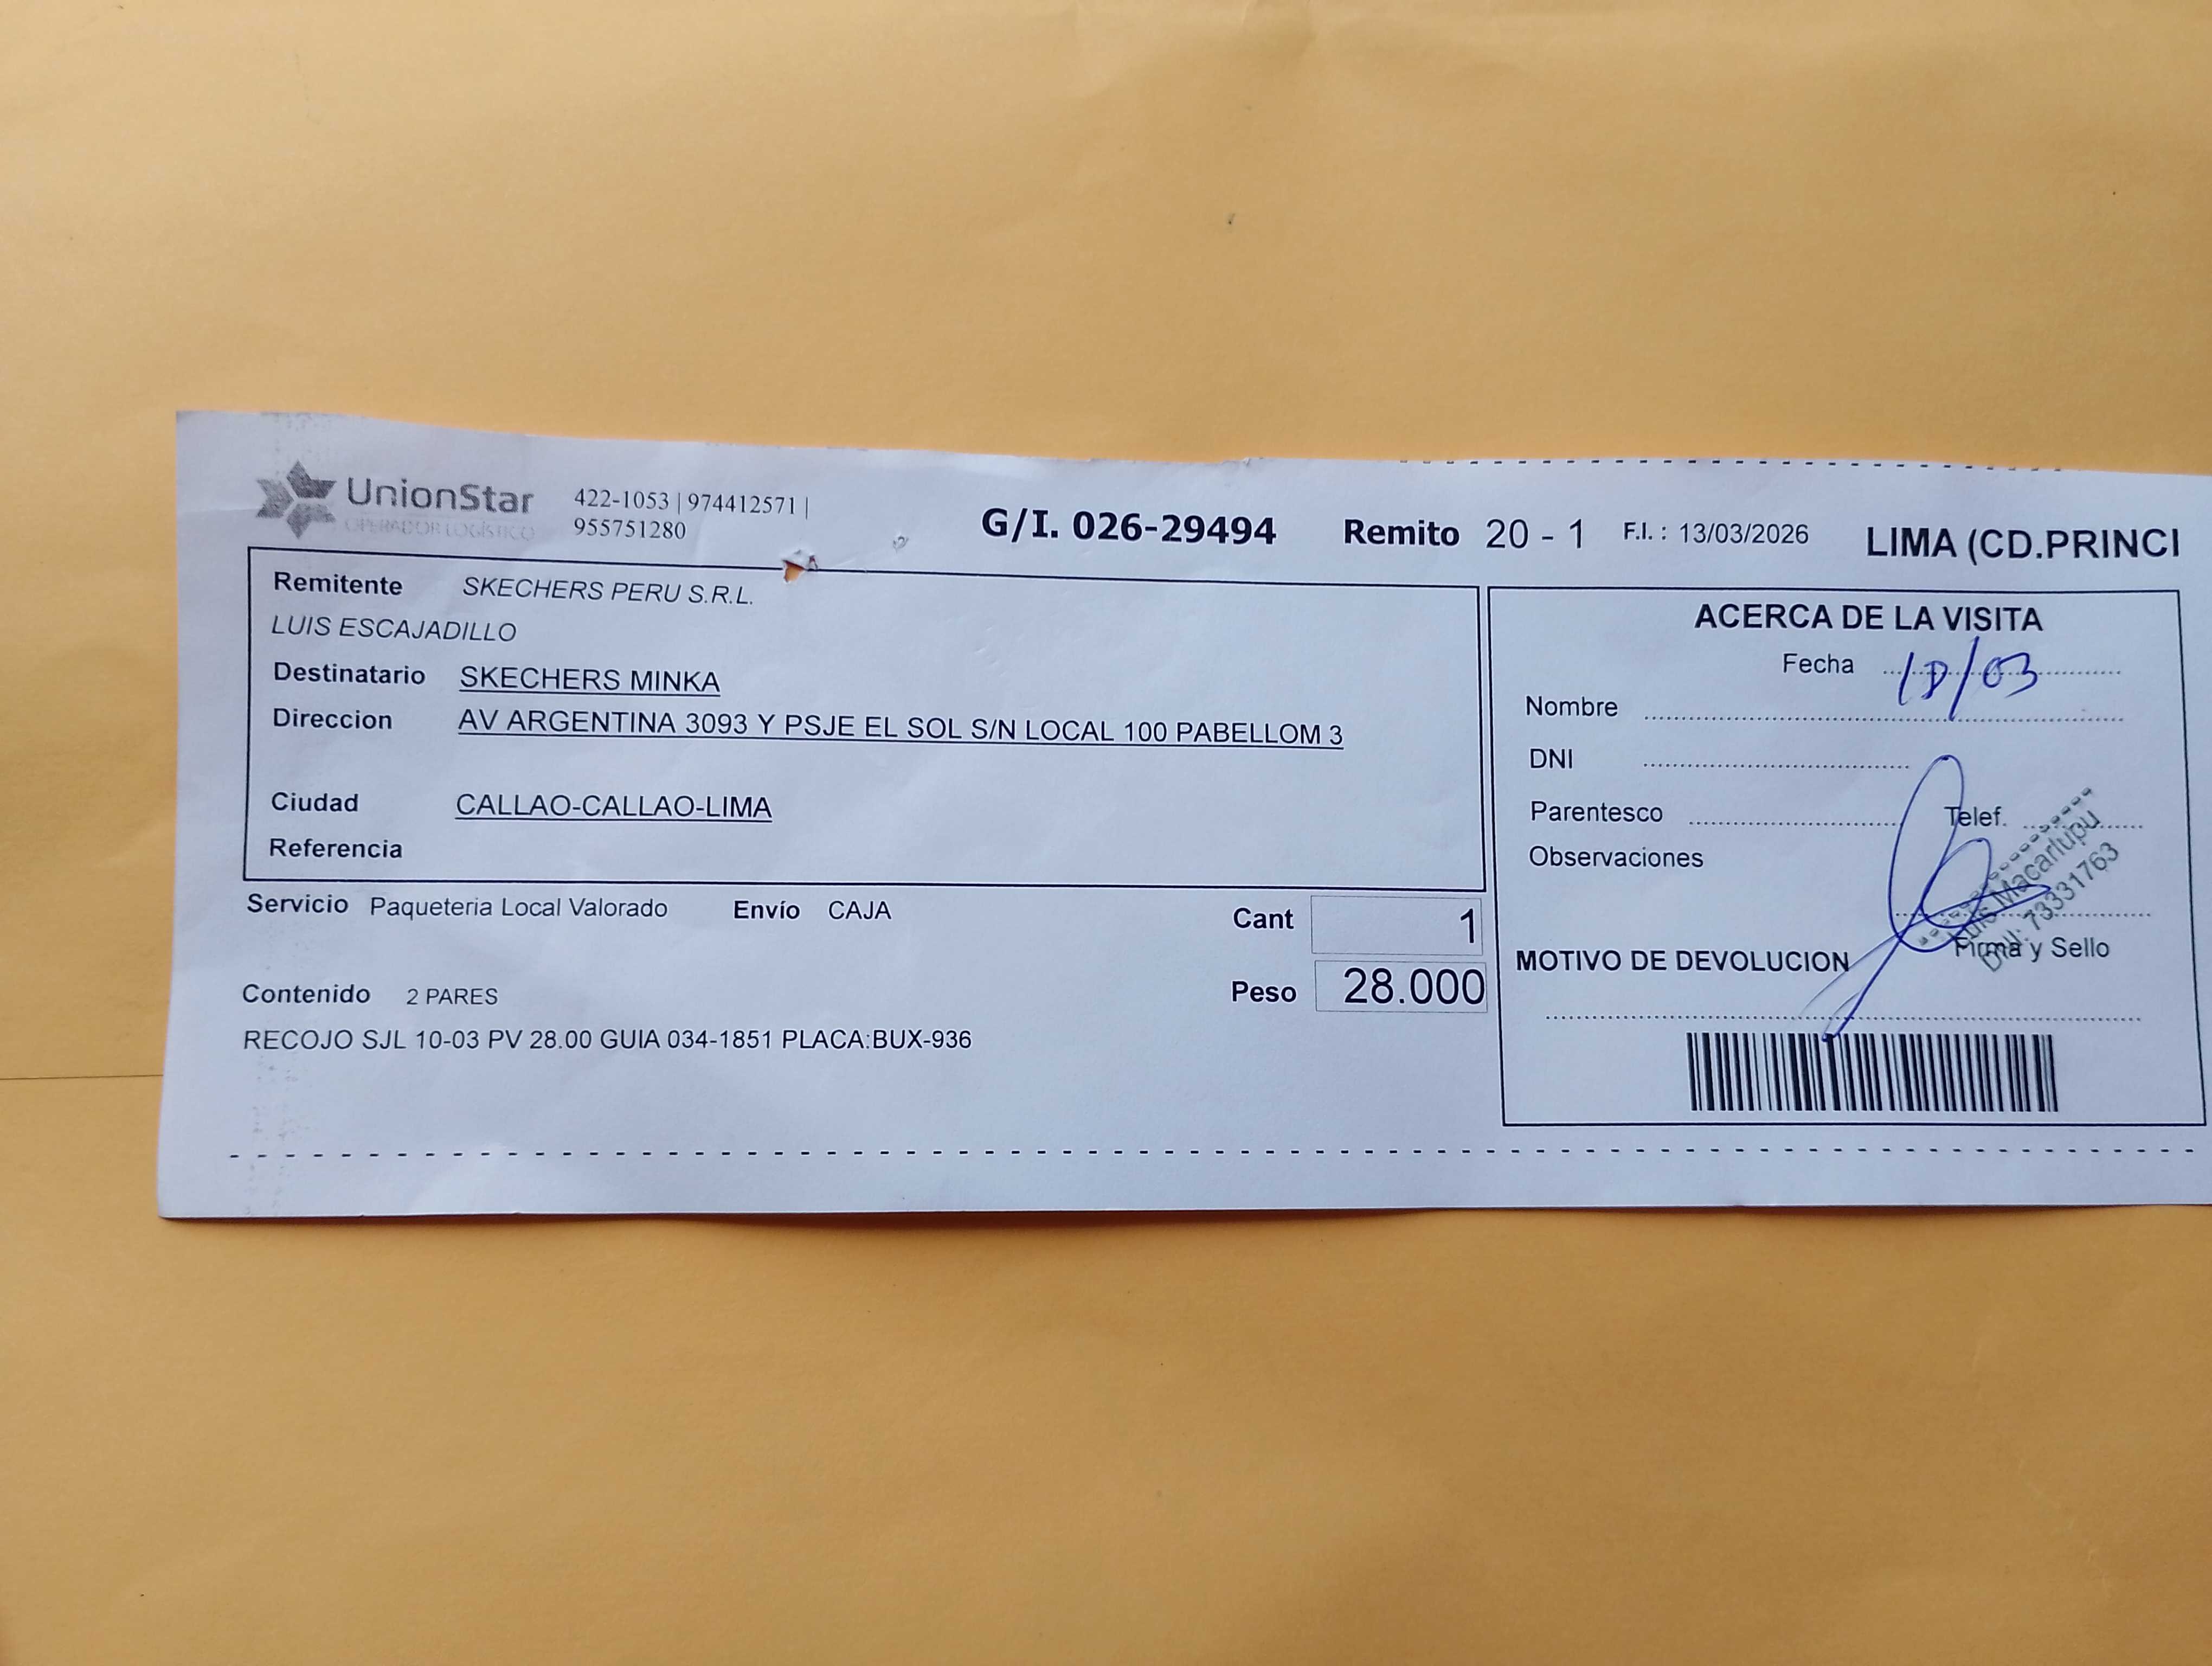 UnionStar
OPERADOR LOGÍSTICO
422-1053 | 974412571 |
955751280
G/I. 026-29494 Remito 20 - 1 F.I. : 13/03/2026 LIMA (CD.PRINCI
Remitente SKECHERS PERU S.R.L.
LUIS ESCAJADILLO
Destinatario SKECHERS MINKA
Direccion AV ARGENTINA 3093 Y PSJE EL SOL S/N LOCAL 100 PABELLOM 3
Ciudad CALLAO-CALLAO-LIMA
Referencia
Servicio Paqueteria Local Valorado Envío CAJA
Cant 1
Peso 28.000
Contenido 2 PARES
RECOJO SJL 10-03 PV 28.00 GUIA 034-1851 PLACA:BUX-936
ACERCA DE LA VISITA
Fecha
Nombre
DNI
Parentesco Telef.
Observaciones
Luis Macarlupu
DNI: 73331763
Firma y Sello
MOTIVO DE DEVOLUCION